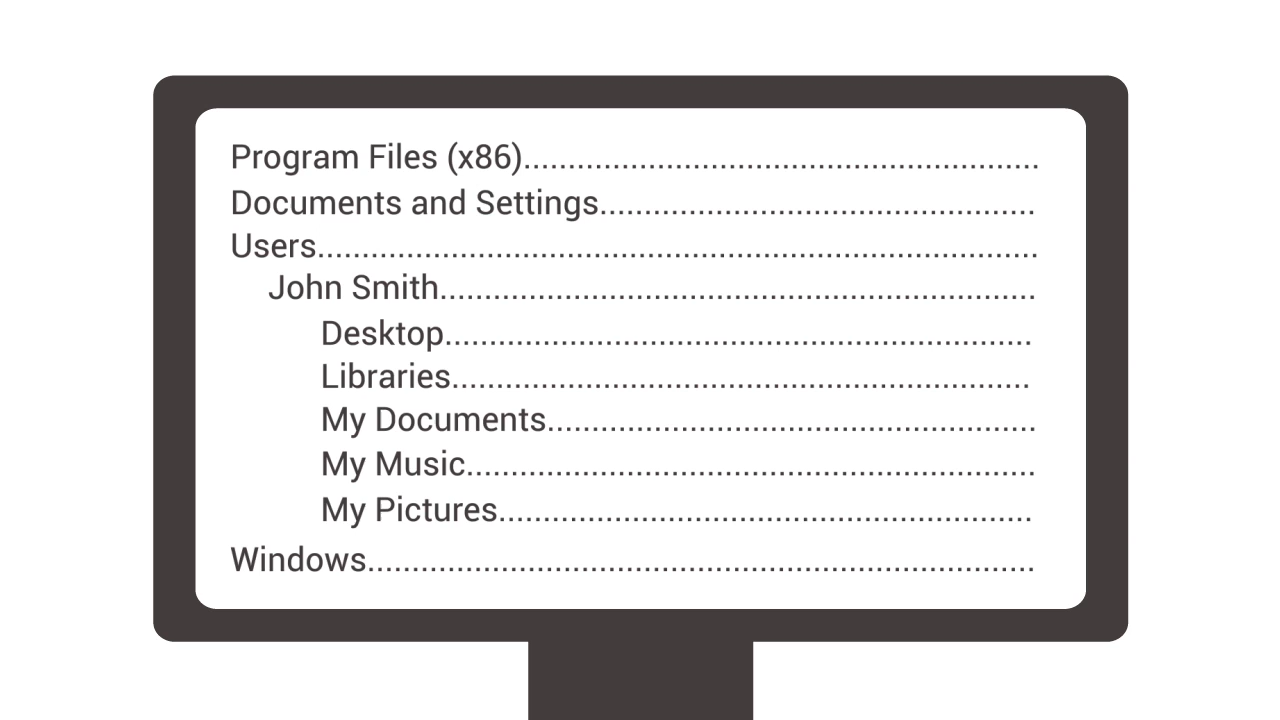 Program Files (x86)..........................................................
Documents and Settings.................................................
Users.................................................................................
John Smith...................................................................
Desktop..................................................................
Libraries.................................................................
My Documents.......................................................
My Music................................................................
My Pictures............................................................
Windows...........................................................................